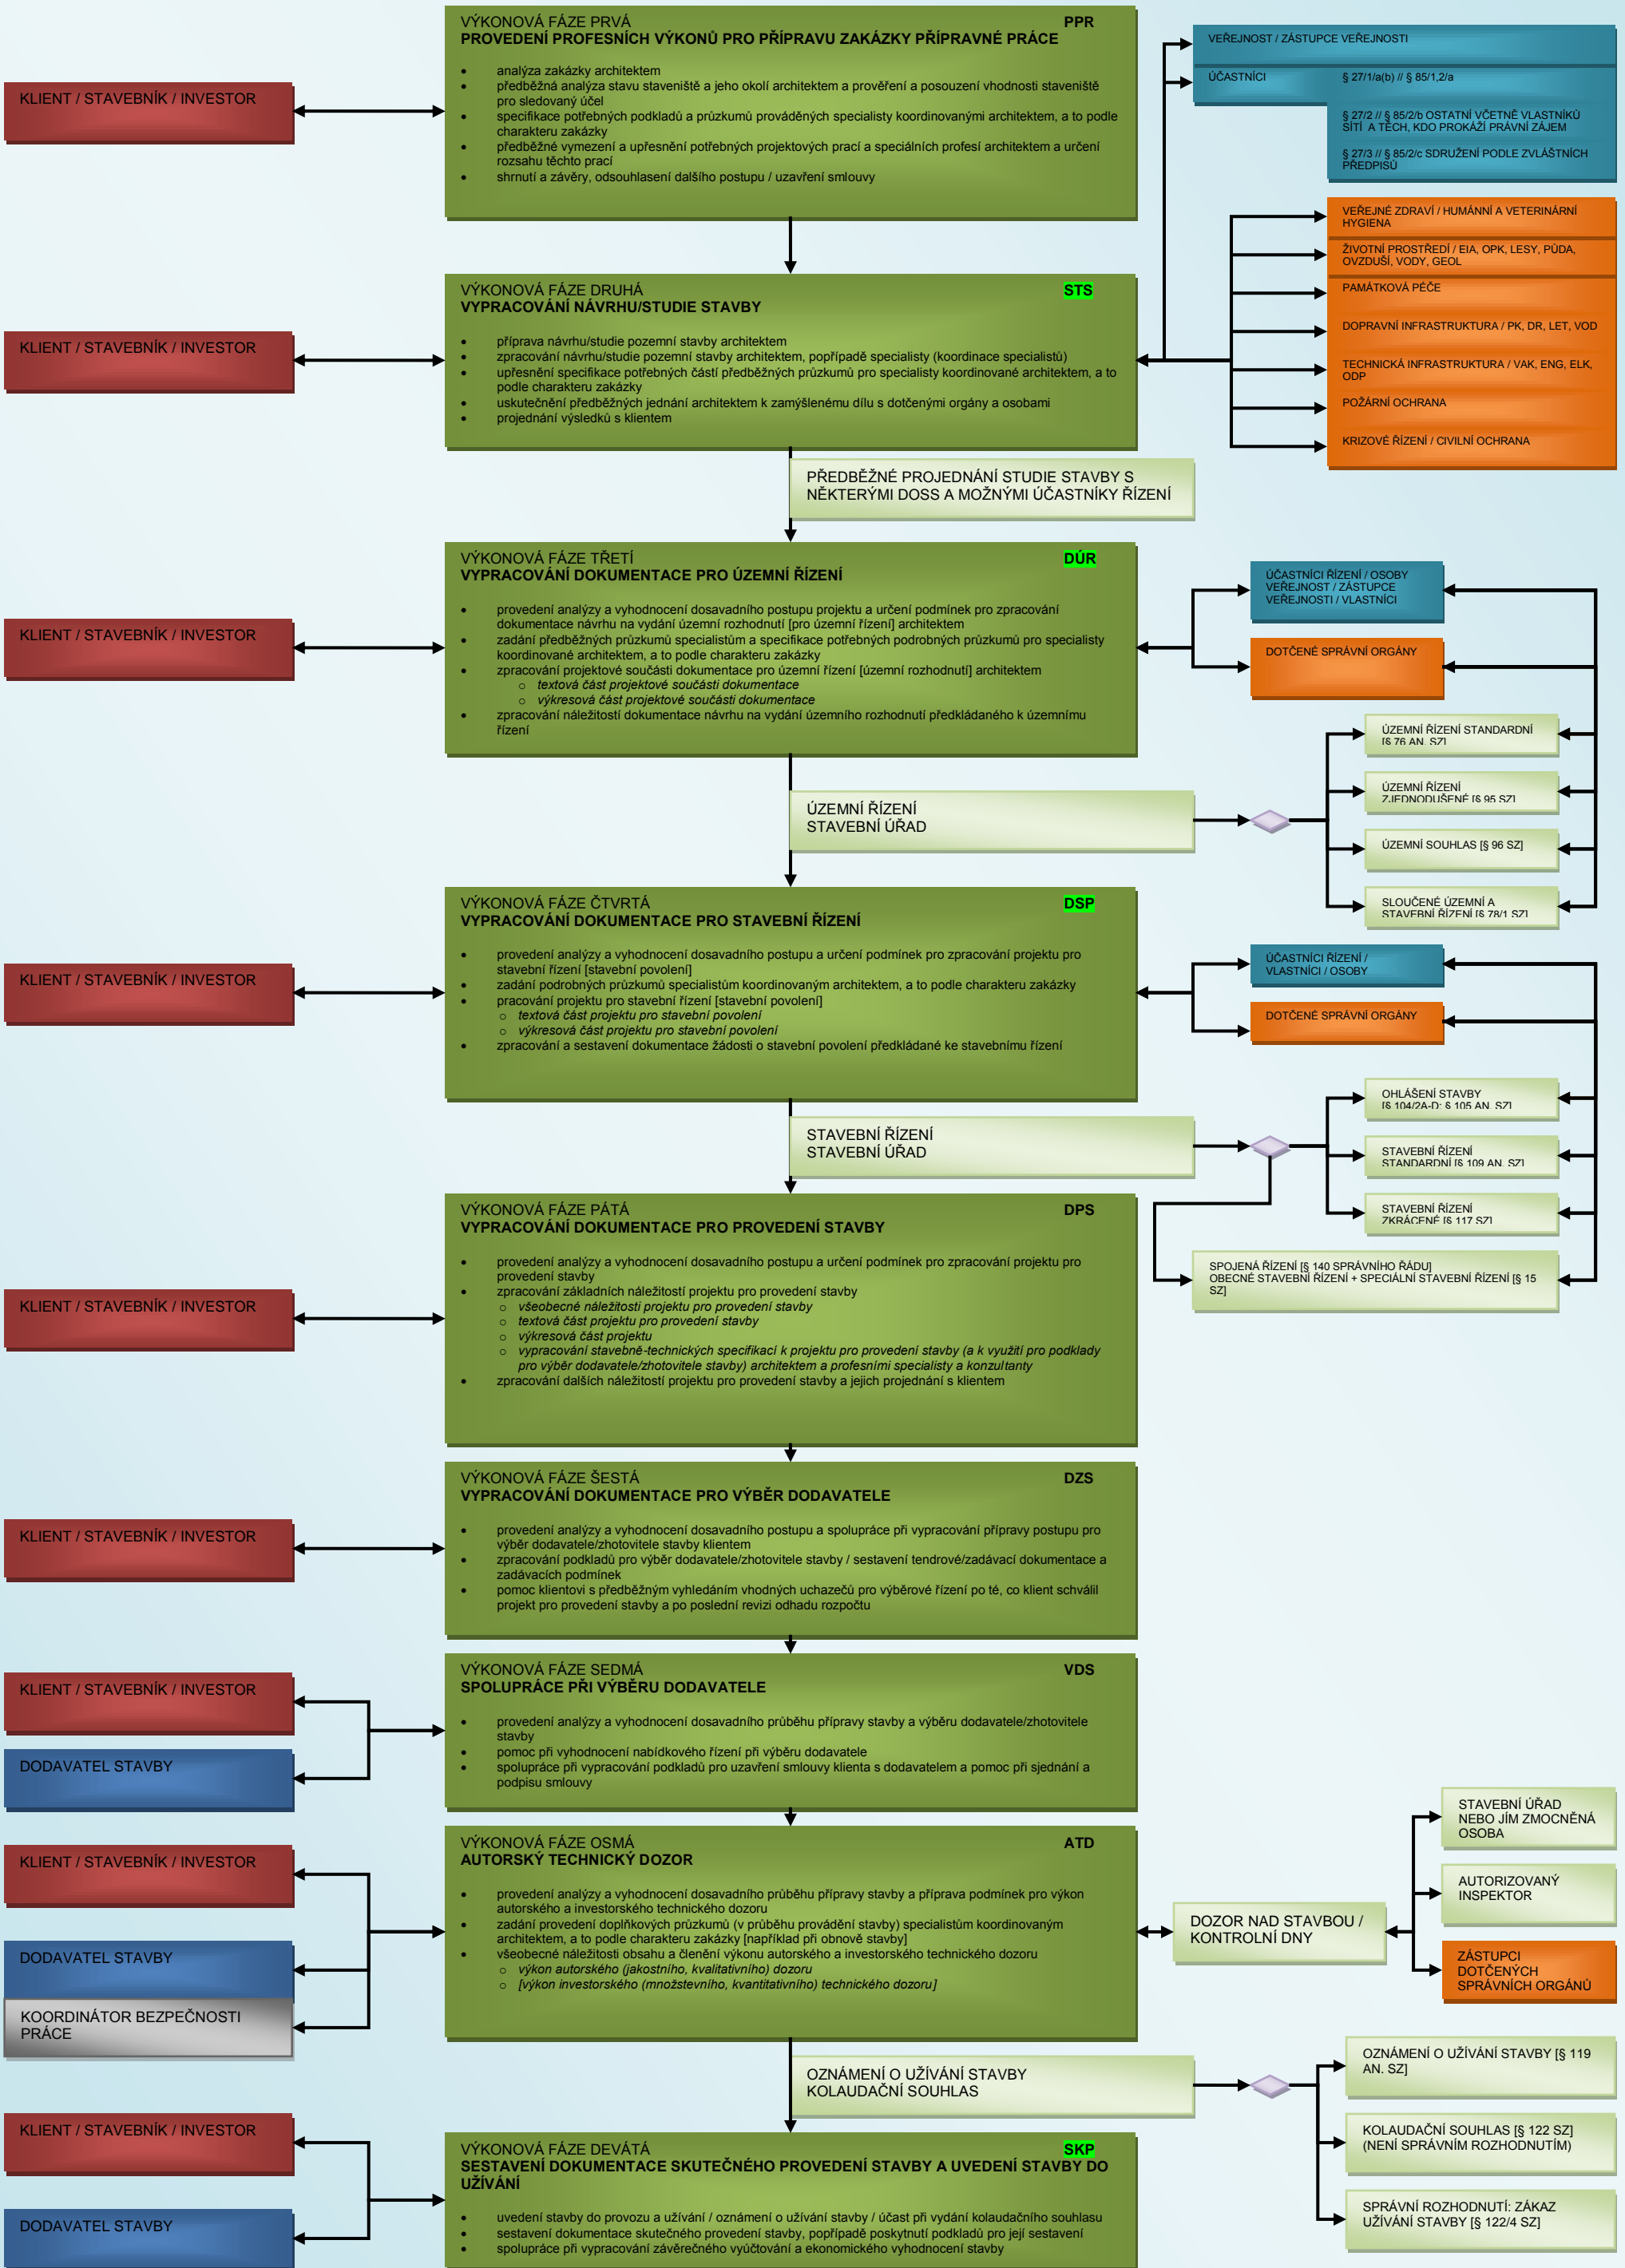 VÝKONOVÁ FÁZE PRVÁ PPR
PROVEDENÍ PROFESNÍCH VÝKONŮ PRO PŘÍPRAVU ZAKÁZKY PŘÍPRAVNÉ PRÁCE
• analýza zakázky architektem
• předběžná analýza stavu staveniště a jeho okolí architektem a prověření a posouzení vhodnosti staveniště
pro sledovaný účel
• specifikace potřebných podkladů a průzkumů prováděných specialisty koordinovanými architektem, a to podle
charakteru zakázky
• předběžné vymezení a upřesnění potřebných projektových prací a speciálních profesí architektem a určení
rozsahu těchto prací
• shrnutí a závěry, odsouhlasení dalšího postupu / uzavření smlouvy
KLIENT / STAVEBNÍK / INVESTOR
VEŘEJNOST / ZÁSTUPCE VEŘEJNOSTI
ÚČASTNÍCI § 27/1/a(b) // § 85/1,2/a
§ 27/2 // § 85/2/b OSTATNÍ VČETNĚ VLASTNÍKŮ
SÍTÍ A TĚCH, KDO PROKÁŽÍ PRÁVNÍ ZÁJEM
§ 27/3 // § 85/2/c SDRUŽENÍ PODLE ZVLÁŠTNÍCH
PŘEDPISŮ
VEŘEJNÉ ZDRAVÍ / HUMÁNNÍ A VETERINÁRNÍ
HYGIENA
ŽIVOTNÍ PROSTŘEDÍ / EIA, OPK, LESY, PŮDA,
OVZDUŠÍ, VODY, GEOL
PAMÁTKOVÁ PÉČE
DOPRAVNÍ INFRASTRUKTURA / PK, DR, LET, VOD
TECHNICKÁ INFRASTRUKTURA / VAK, ENG, ELK,
ODP
POŽÁRNÍ OCHRANA
KRIZOVÉ ŘÍZENÍ / CIVILNÍ OCHRANA
VÝKONOVÁ FÁZE DRUHÁ STS
VYPRACOVÁNÍ NÁVRHU/STUDIE STAVBY
• příprava návrhu/studie pozemní stavby architektem
• zpracování návrhu/studie pozemní stavby architektem, popřípadě specialisty (koordinace specialistů)
• upřesnění specifikace potřebných částí předběžných průzkumů pro specialisty koordinované architektem, a to
podle charakteru zakázky
• uskutečnění předběžných jednání architektem k zamýšlenému dílu s dotčenými orgány a osobami
• projednání výsledků s klientem
KLIENT / STAVEBNÍK / INVESTOR
PŘEDBĚŽNÉ PROJEDNÁNÍ STUDIE STAVBY S
NĚKTERÝMI DOSS A MOŽNÝMI ÚČASTNÍKY ŘÍZENÍ
VÝKONOVÁ FÁZE TŘETÍ DÚR
VYPRACOVÁNÍ DOKUMENTACE PRO ÚZEMNÍ ŘÍZENÍ
• provedení analýzy a vyhodnocení dosavadního postupu projektu a určení podmínek pro zpracování
dokumentace návrhu na vydání územní rozhodnutí [pro územní řízení] architektem
• zadání předběžných průzkumů specialistům a specifikace potřebných podrobných průzkumů pro specialisty
koordinované architektem, a to podle charakteru zakázky
• zpracování projektové součásti dokumentace pro územní řízení [územní rozhodnutí] architektem
○ textová část projektové součásti dokumentace
○ výkresová část projektové součásti dokumentace
• zpracování náležitostí dokumentace návrhu na vydání územního rozhodnutí předkládaného k územnímu
řízení
KLIENT / STAVEBNÍK / INVESTOR
ÚČASTNÍCI ŘÍZENÍ / OSOBY
VEŘEJNOST / ZÁSTUPCE
VEŘEJNOSTI / VLASTNÍCI
DOTČENÉ SPRÁVNÍ ORGÁNY
ÚZEMNÍ ŘÍZENÍ STANDARDNÍ
[§ 76 AN. SZ]
ÚZEMNÍ ŘÍZENÍ
ZJEDNODUŠENÉ [§ 95 SZ]
ÚZEMNÍ SOUHLAS [§ 96 SZ]
SLOUČENÉ ÚZEMNÍ A
STAVEBNÍ ŘÍZENÍ [§ 78/1 SZ]
ÚZEMNÍ ŘÍZENÍ
STAVEBNÍ ÚŘAD
VÝKONOVÁ FÁZE ČTVRTÁ DSP
VYPRACOVÁNÍ DOKUMENTACE PRO STAVEBNÍ ŘÍZENÍ
• provedení analýzy a vyhodnocení dosavadního postupu a určení podmínek pro zpracování projektu pro
stavební řízení [stavební povolení]
• zadání podrobných průzkumů specialistům koordinovaným architektem, a to podle charakteru zakázky
• pracování projektu pro stavební řízení [stavební povolení]
○ textová část projektu pro stavební povolení
○ výkresová část projektu pro stavební povolení
• zpracování a sestavení dokumentace žádosti o stavební povolení předkládané ke stavebnímu řízení
KLIENT / STAVEBNÍK / INVESTOR
ÚČASTNÍCI ŘÍZENÍ /
VLASTNÍCI / OSOBY
DOTČENÉ SPRÁVNÍ ORGÁNY
OHLÁŠENÍ STAVBY
[§ 104/2A-D; § 105 AN. SZ]
STAVEBNÍ ŘÍZENÍ
STANDARDNÍ [§ 109 AN. SZ]
STAVEBNÍ ŘÍZENÍ
ZKRÁCENÉ [§ 117 SZ]
SPOJENÁ ŘÍZENÍ [§ 140 SPRÁVNÍHO ŘÁDU]
OBECNÉ STAVEBNÍ ŘÍZENÍ + SPECIÁLNÍ STAVEBNÍ ŘÍZENÍ [§ 15
SZ]
STAVEBNÍ ŘÍZENÍ
STAVEBNÍ ÚŘAD
VÝKONOVÁ FÁZE PÁTÁ DPS
VYPRACOVÁNÍ DOKUMENTACE PRO PROVEDENÍ STAVBY
• provedení analýzy a vyhodnocení dosavadního postupu a určení podmínek pro zpracování projektu pro
provedení stavby
• zpracování základních náležitostí projektu pro provedení stavby
○ všeobecné náležitosti projektu pro provedení stavby
○ textová část projektu pro provedení stavby
○ výkresová část projektu
○ vypracování stavebně-technických specifikací k projektu pro provedení stavby (a k využití pro podklady
pro výběr dodavatele/zhotovitele stavby) architektem a profesními specialisty a konzultanty
• zpracování dalších náležitostí projektu pro provedení stavby a jejich projednání s klientem
KLIENT / STAVEBNÍK / INVESTOR
VÝKONOVÁ FÁZE ŠESTÁ DZS
VYPRACOVÁNÍ DOKUMENTACE PRO VÝBĚR DODAVATELE
• provedení analýzy a vyhodnocení dosavadního postupu a spolupráce při vypracování přípravy postupu pro
výběr dodavatele/zhotovitele stavby klientem
• zpracování podkladů pro výběr dodavatele/zhotovitele stavby / sestavení tendrové/zadávací dokumentace a
zadávacích podmínek
• pomoc klientovi s předběžným vyhledáním vhodných uchazečů pro výběrové řízení po té, co klient schválil
projekt pro provedení stavby a po poslední revizi odhadu rozpočtu
KLIENT / STAVEBNÍK / INVESTOR
VÝKONOVÁ FÁZE SEDMÁ VDS
SPOLUPRÁCE PŘI VÝBĚRU DODAVATELE
• provedení analýzy a vyhodnocení dosavadního průběhu přípravy stavby a výběru dodavatele/zhotovitele
stavby
• pomoc při vyhodnocení nabídkového řízení při výběru dodavatele
• spolupráce při vypracování podkladů pro uzavření smlouvy klienta s dodavatelem a pomoc při sjednání a
podpisu smlouvy
KLIENT / STAVEBNÍK / INVESTOR
DODAVATEL STAVBY
VÝKONOVÁ FÁZE OSMÁ ATD
AUTORSKÝ TECHNICKÝ DOZOR
• provedení analýzy a vyhodnocení dosavadního průběhu přípravy stavby a příprava podmínek pro výkon
autorského a investorského technického dozoru
• zadání provedení doplňkových průzkumů (v průběhu provádění stavby) specialistům koordinovaným
architektem, a to podle charakteru zakázky [například při obnově stavby]
• všeobecné náležitosti obsahu a členění výkonu autorského a investorského technického dozoru
○ výkon autorského (jakostního, kvalitativního) dozoru
○ [výkon investorského (množstevního, kvantitativního) technického dozoru]
KLIENT / STAVEBNÍK / INVESTOR
DODAVATEL STAVBY
KOORDINÁTOR BEZPEČNOSTI
PRÁCE
DOZOR NAD STAVBOU /
KONTROLNÍ DNY
STAVEBNÍ ÚŘAD
NEBO JÍM ZMOCNĚNÁ
OSOBA
AUTORIZOVANÝ
INSPEKTOR
ZÁSTUPCI
DOTČENÝCH
SPRÁVNÍCH ORGÁNŮ
OZNÁMENÍ O UŽÍVÁNÍ STAVBY
KOLAUDAČNÍ SOUHLAS
OZNÁMENÍ O UŽÍVÁNÍ STAVBY [§ 119
AN. SZ]
KOLAUDAČNÍ SOUHLAS [§ 122 SZ]
(NENÍ SPRÁVNÍM ROZHODNUTÍM)
SPRÁVNÍ ROZHODNUTÍ: ZÁKAZ
UŽÍVÁNÍ STAVBY [§ 122/4 SZ]
VÝKONOVÁ FÁZE DEVÁTÁ SKP
SESTAVENÍ DOKUMENTACE SKUTEČNÉHO PROVEDENÍ STAVBY A UVEDENÍ STAVBY DO
UŽÍVÁNÍ
• uvedení stavby do provozu a užívání / oznámení o užívání stavby / účast při vydání kolaudačního souhlasu
• sestavení dokumentace skutečného provedení stavby, popřípadě poskytnutí podkladů pro její sestavení
• spolupráce při vypracování závěrečného vyúčtování a ekonomického vyhodnocení stavby
KLIENT / STAVEBNÍK / INVESTOR
DODAVATEL STAVBY